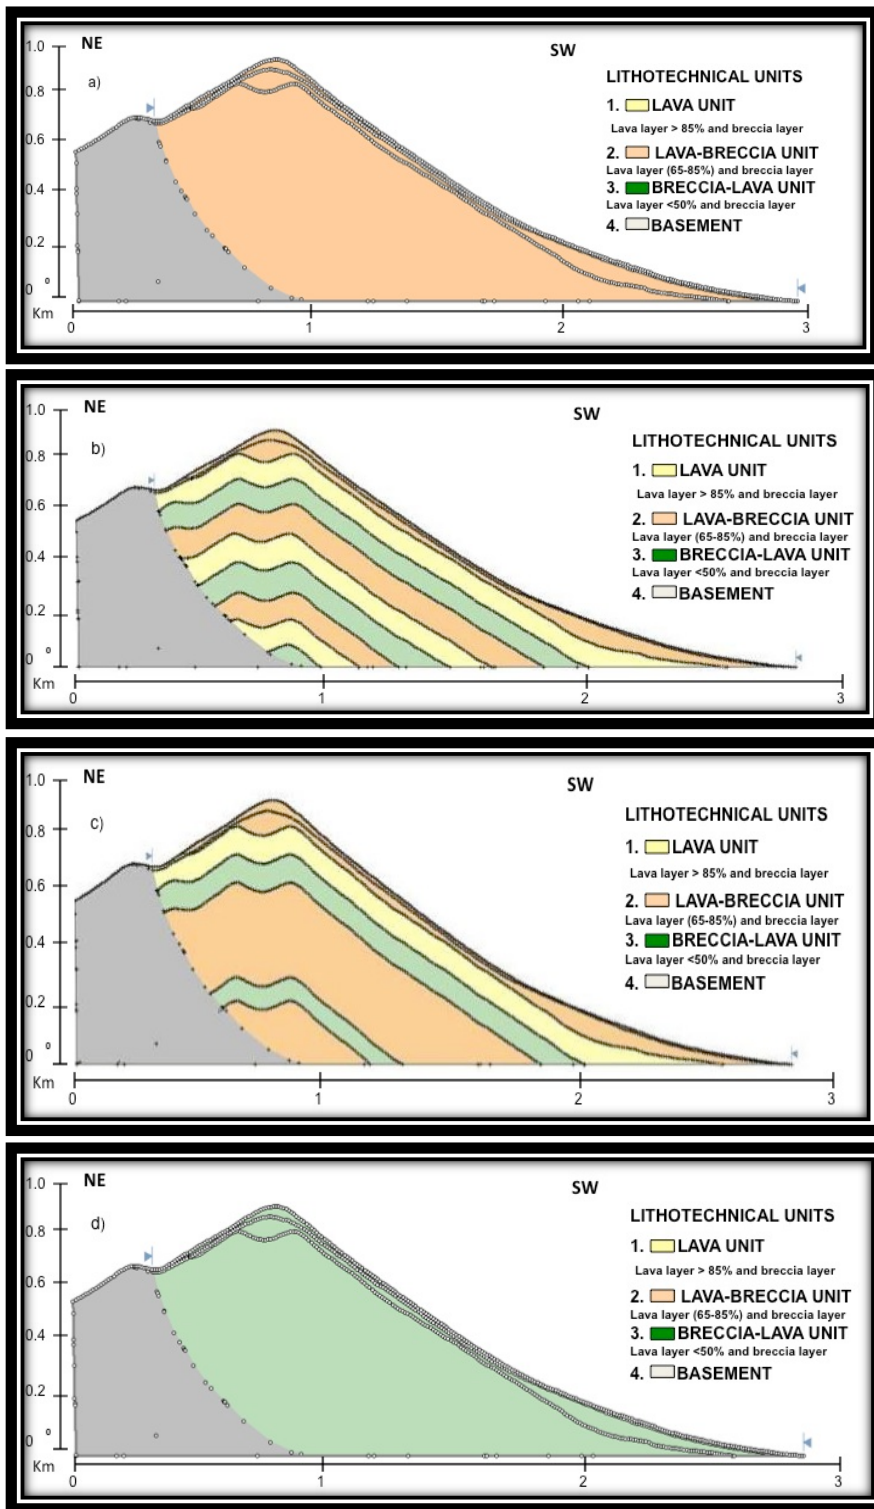 1.0 NE SW
a)
LITHOTECHNICAL UNITS
0.8
1. LAVA UNIT
Lava layer > 85% and breccia layer
0.6
2. LAVA-BRECCIA UNIT
Lava layer (65-85%) and breccia layer
0.4
3. BRECCIA-LAVA UNIT
Lava layer <50% and breccia layer
4. BASEMENT
0.2
0 º
Km
0 1 2 3
1.0 NE SW
b)
LITHOTECHNICAL UNITS
0.8
1. LAVA UNIT
Lava layer > 85% and breccia layer
0.6
2. LAVA-BRECCIA UNIT
Lava layer (65-85%) and breccia layer
0.4
3. BRECCIA-LAVA UNIT
Lava layer <50% and breccia layer
4. BASEMENT
0.2
0 º
Km
0 1 2 3
1.0 NE SW
c)
LITHOTECHNICAL UNITS
0.8
1. LAVA UNIT
Lava layer > 85% and breccia layer
0.6
2. LAVA-BRECCIA UNIT
Lava layer (65-85%) and breccia layer
0.4
3. BRECCIA-LAVA UNIT
Lava layer <50% and breccia layer
4. BASEMENT
0.2
0 º
Km
0 1 2 3
1.0 NE SW
d)
LITHOTECHNICAL UNITS
0.8
1. LAVA UNIT
Lava layer > 85% and breccia layer
0.6
2. LAVA-BRECCIA UNIT
Lava layer (65-85%) and breccia layer
0.4
3. BRECCIA-LAVA UNIT
Lava layer <50% and breccia layer
4. BASEMENT
0.2
0 º
Km
0 1 2 3